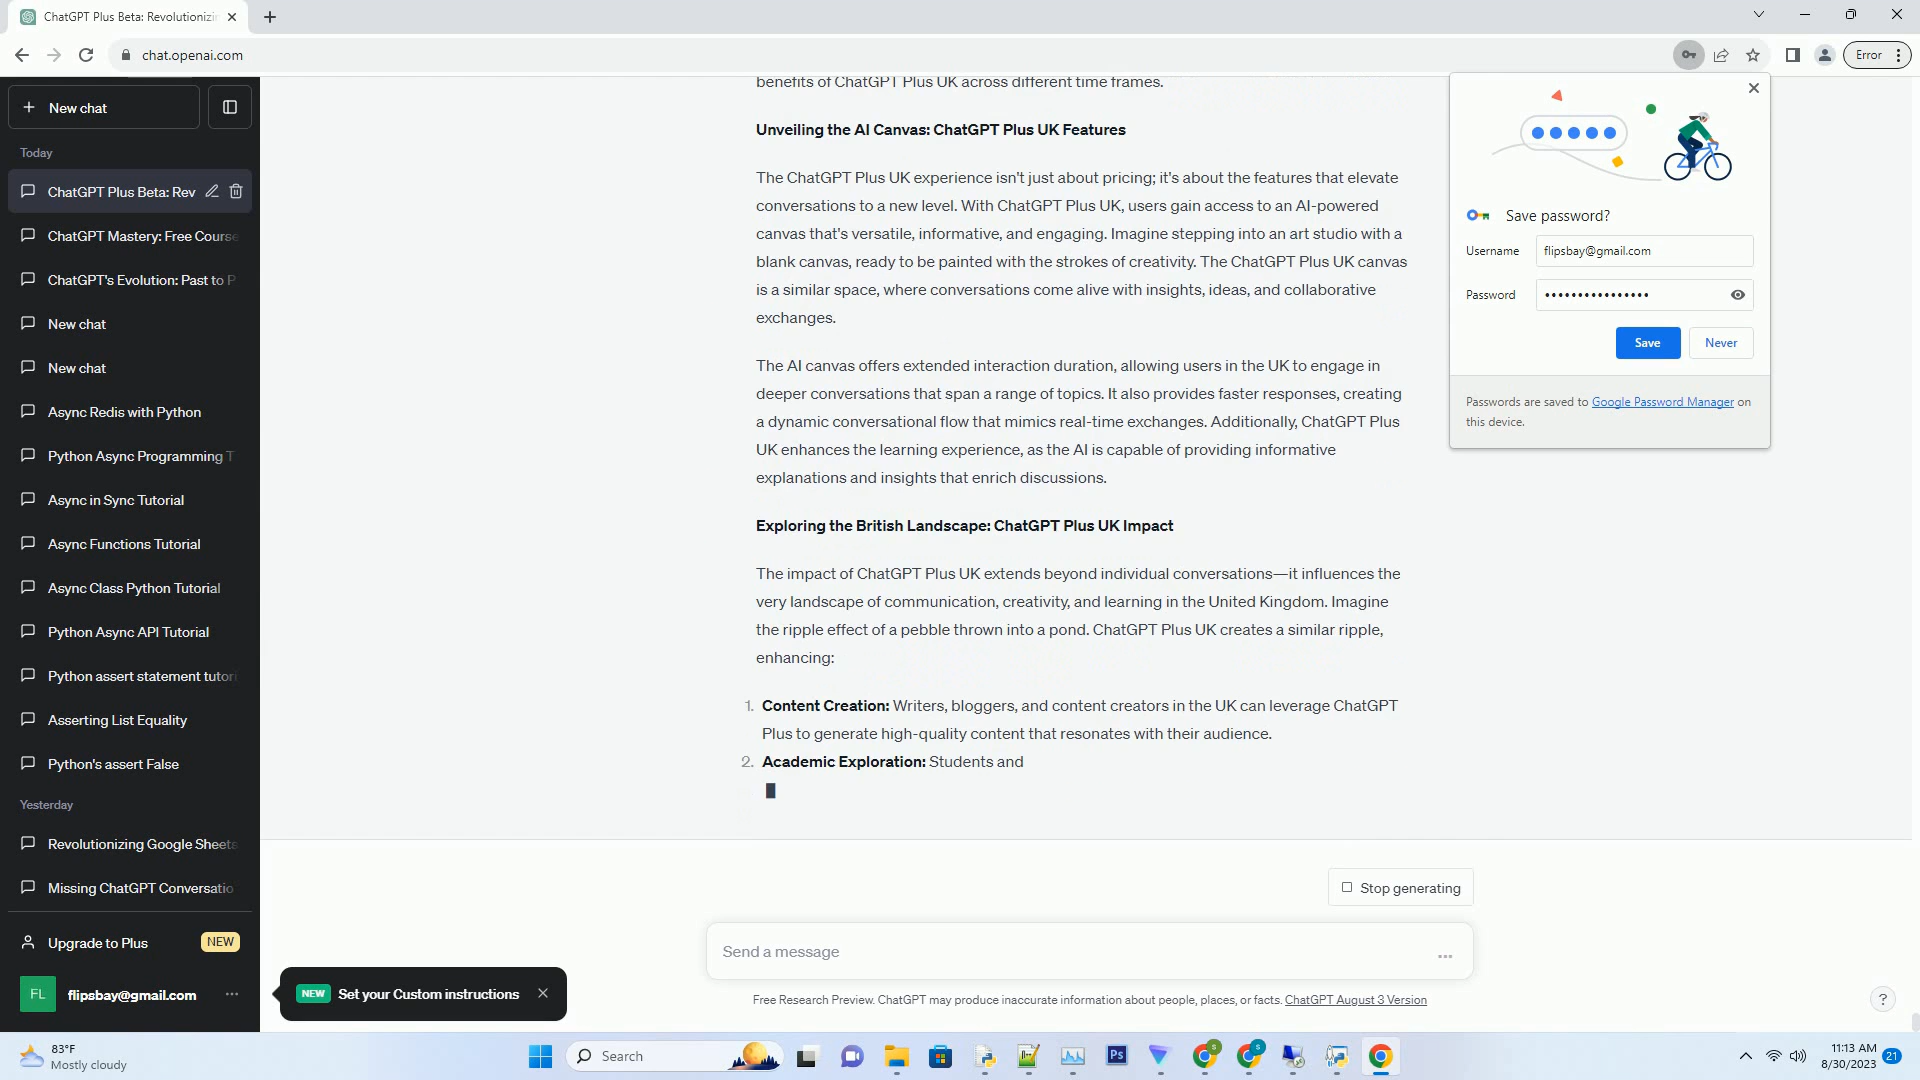 ChatGPT Plus Beta: Revolutionizi
chat.openai.com
Error
New chat
Today
ChatGPT Plus Beta: Rev
ChatGPT Mastery: Free Course
ChatGPT's Evolution: Past to P
New chat
New chat
Async Redis with Python
Python Async Programming T
Async in Sync Tutorial
Async Functions Tutorial
Async Class Python Tutorial
Python Async API Tutorial
Python assert statement tutori
Asserting List Equality
Python's assert False
Yesterday
Revolutionizing Google Sheets
Missing ChatGPT Conversatio
Upgrade to Plus
NEW
FL
flipsbay@gmail.com
benefits of ChatGPT Plus UK across different time frames.
Unveiling the AI Canvas: ChatGPT Plus UK Features
The ChatGPT Plus UK experience isn't just about pricing; it's about the features that elevate
conversations to a new level. With ChatGPT Plus UK, users gain access to an AI-powered
canvas that's versatile, informative, and engaging. Imagine stepping into an art studio with a
blank canvas, ready to be painted with the strokes of creativity. The ChatGPT Plus UK canvas
is a similar space, where conversations come alive with insights, ideas, and collaborative
exchanges.
The AI canvas offers extended interaction duration, allowing users in the UK to engage in
deeper conversations that span a range of topics. It also provides faster responses, creating
a dynamic conversational flow that mimics real-time exchanges. Additionally, ChatGPT Plus
UK enhances the learning experience, as the AI is capable of providing informative
explanations and insights that enrich discussions.
Exploring the British Landscape: ChatGPT Plus UK Impact
The impact of ChatGPT Plus UK extends beyond individual conversations—it influences the
very landscape of communication, creativity, and learning in the United Kingdom. Imagine
the ripple effect of a pebble thrown into a pond. ChatGPT Plus UK creates a similar ripple,
enhancing:
1. Content Creation: Writers, bloggers, and content creators in the UK can leverage ChatGPT
Plus to generate high-quality content that resonates with their audience.
2. Academic Exploration: Students and
Stop generating
Send a message
Free Research Preview. ChatGPT may produce inaccurate information about people, places, or facts. ChatGPT August 3 Version
NEW Set your Custom instructions
?
Save password?
Username flipsbay@gmail.com
Password ••••••••••••••••
Save Never
Passwords are saved to Google Password Manager on
this device.
83°F
Mostly cloudy
Search
Ps
S
S
11:13 AM
8/30/2023
21